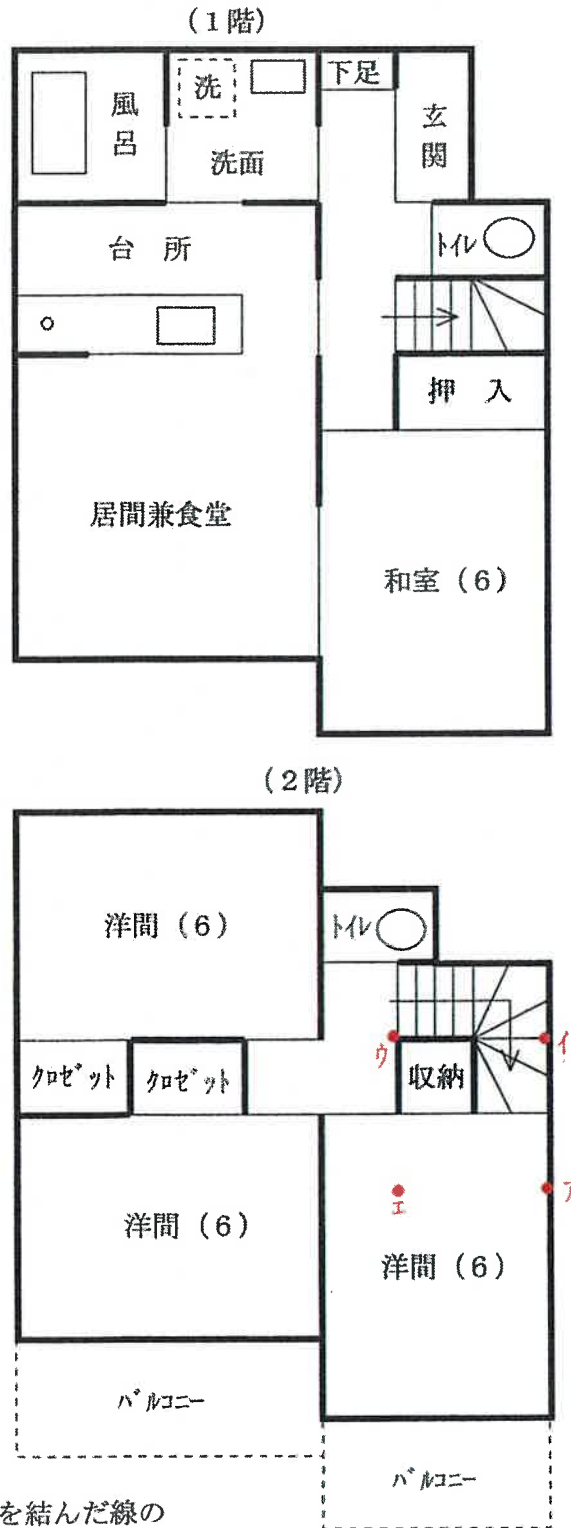 (1階)
洗
下足
風呂
玄関
洗面
台 所
トイレ
押 入
居間兼食堂
和室(6)
(2階)
洋間(6)
トイレ
ウ
イ
クロゼット
クロゼット
収納
エ
ア
洋間(6)
洋間(6)
バルコニー
バルコニー
を結んだ線の